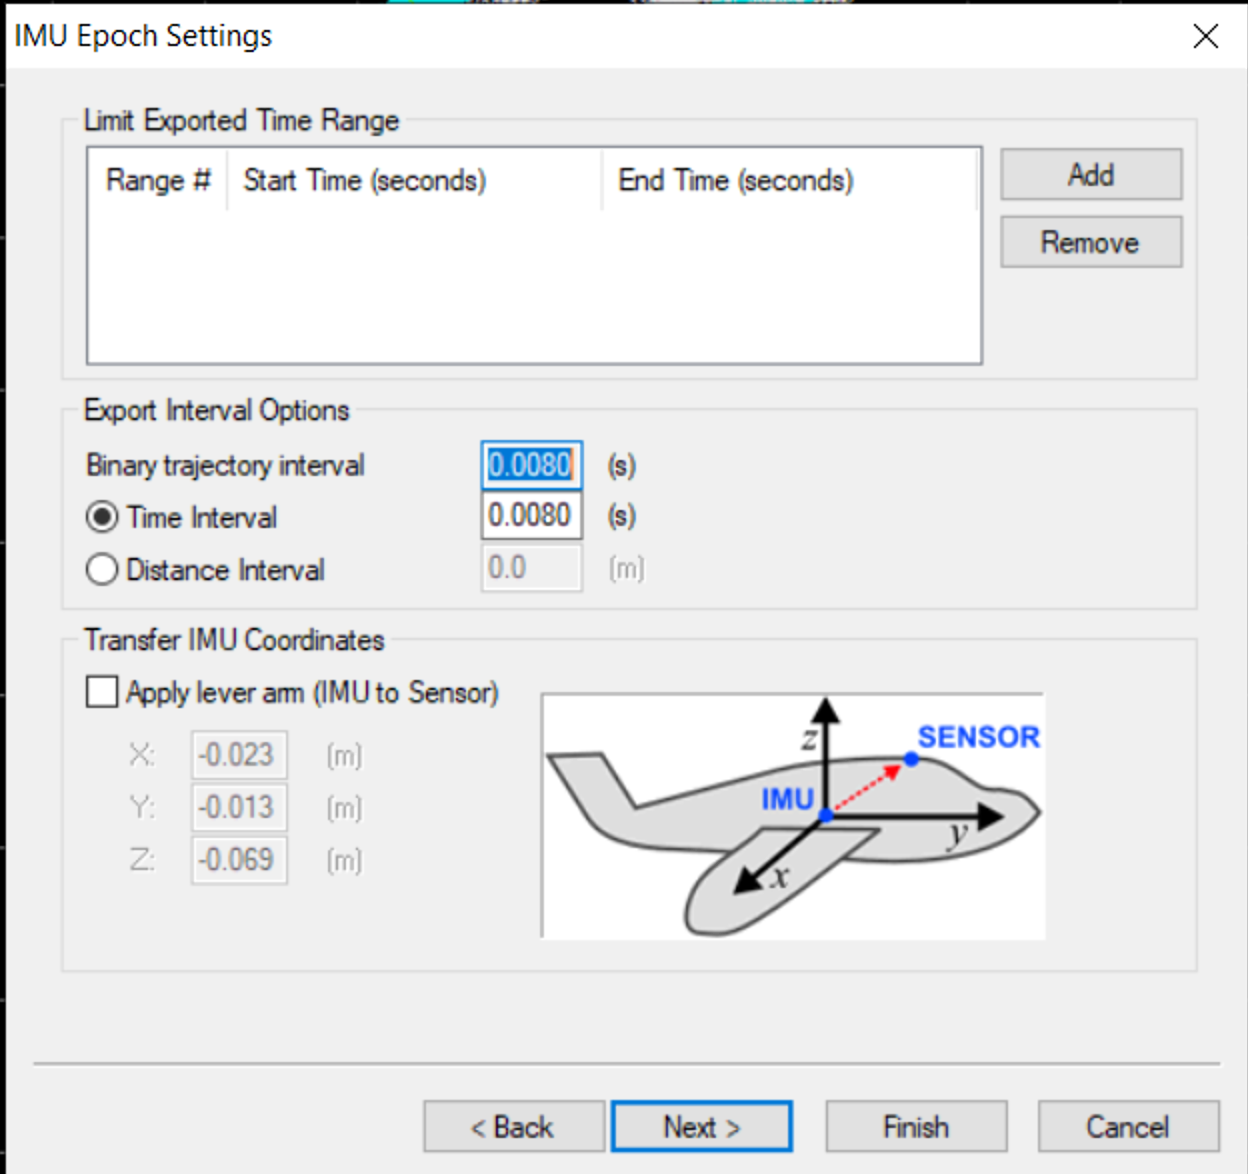 IMU Epoch Settings
Limit Exported Time Range
Range # Start Time (seconds) End Time (seconds)
Add
Remove
Export Interval Options
Binary trajectory interval 0.0080 (s)
Time Interval 0.0080 (s)
Distance Interval 0.0 (m)
Transfer IMU Coordinates
Apply lever arm (IMU to Sensor)
X: -0.023 (m)
Y: -0.013 (m)
Z: -0.069 (m)
z
SENSOR
IMU
y
x
< Back Next > Finish Cancel